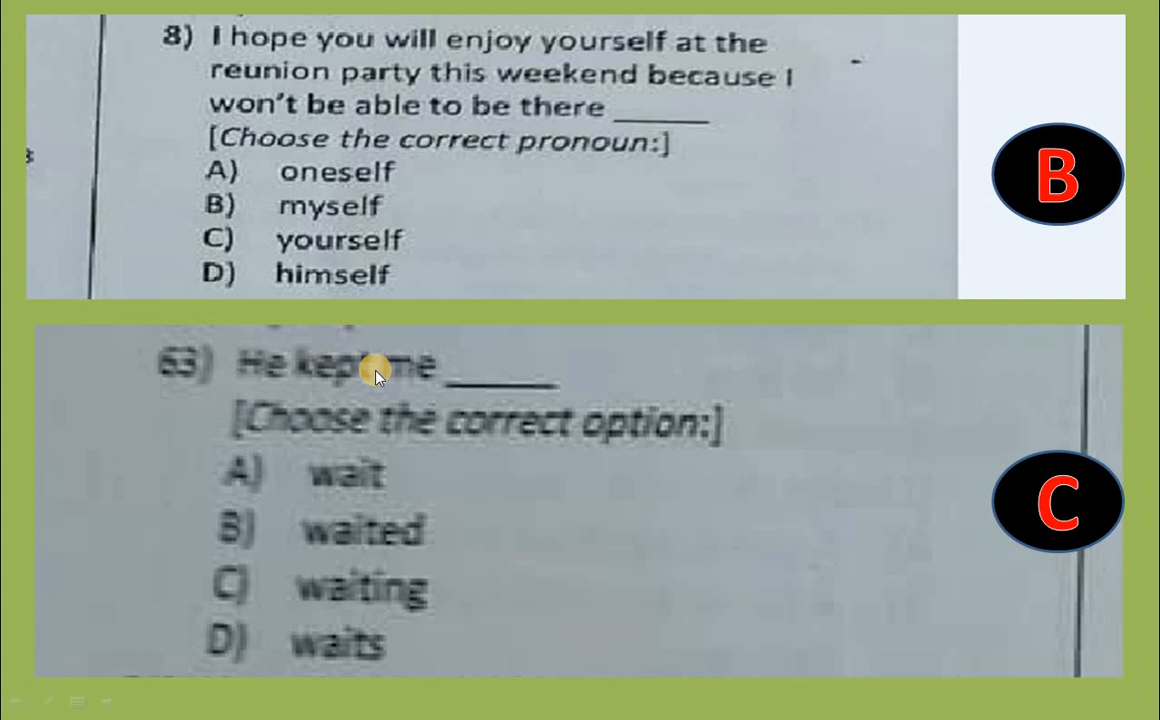 8) I hope you will enjoy yourself at the
reunion party this weekend because I
won't be able to be there ______
[Choose the correct pronoun:]
A) oneself
B) myself
C) yourself
D) himself
B
63) He kept me ______
[Choose the correct option:]
A) wait
B) waited
C) waiting
D) waits
C